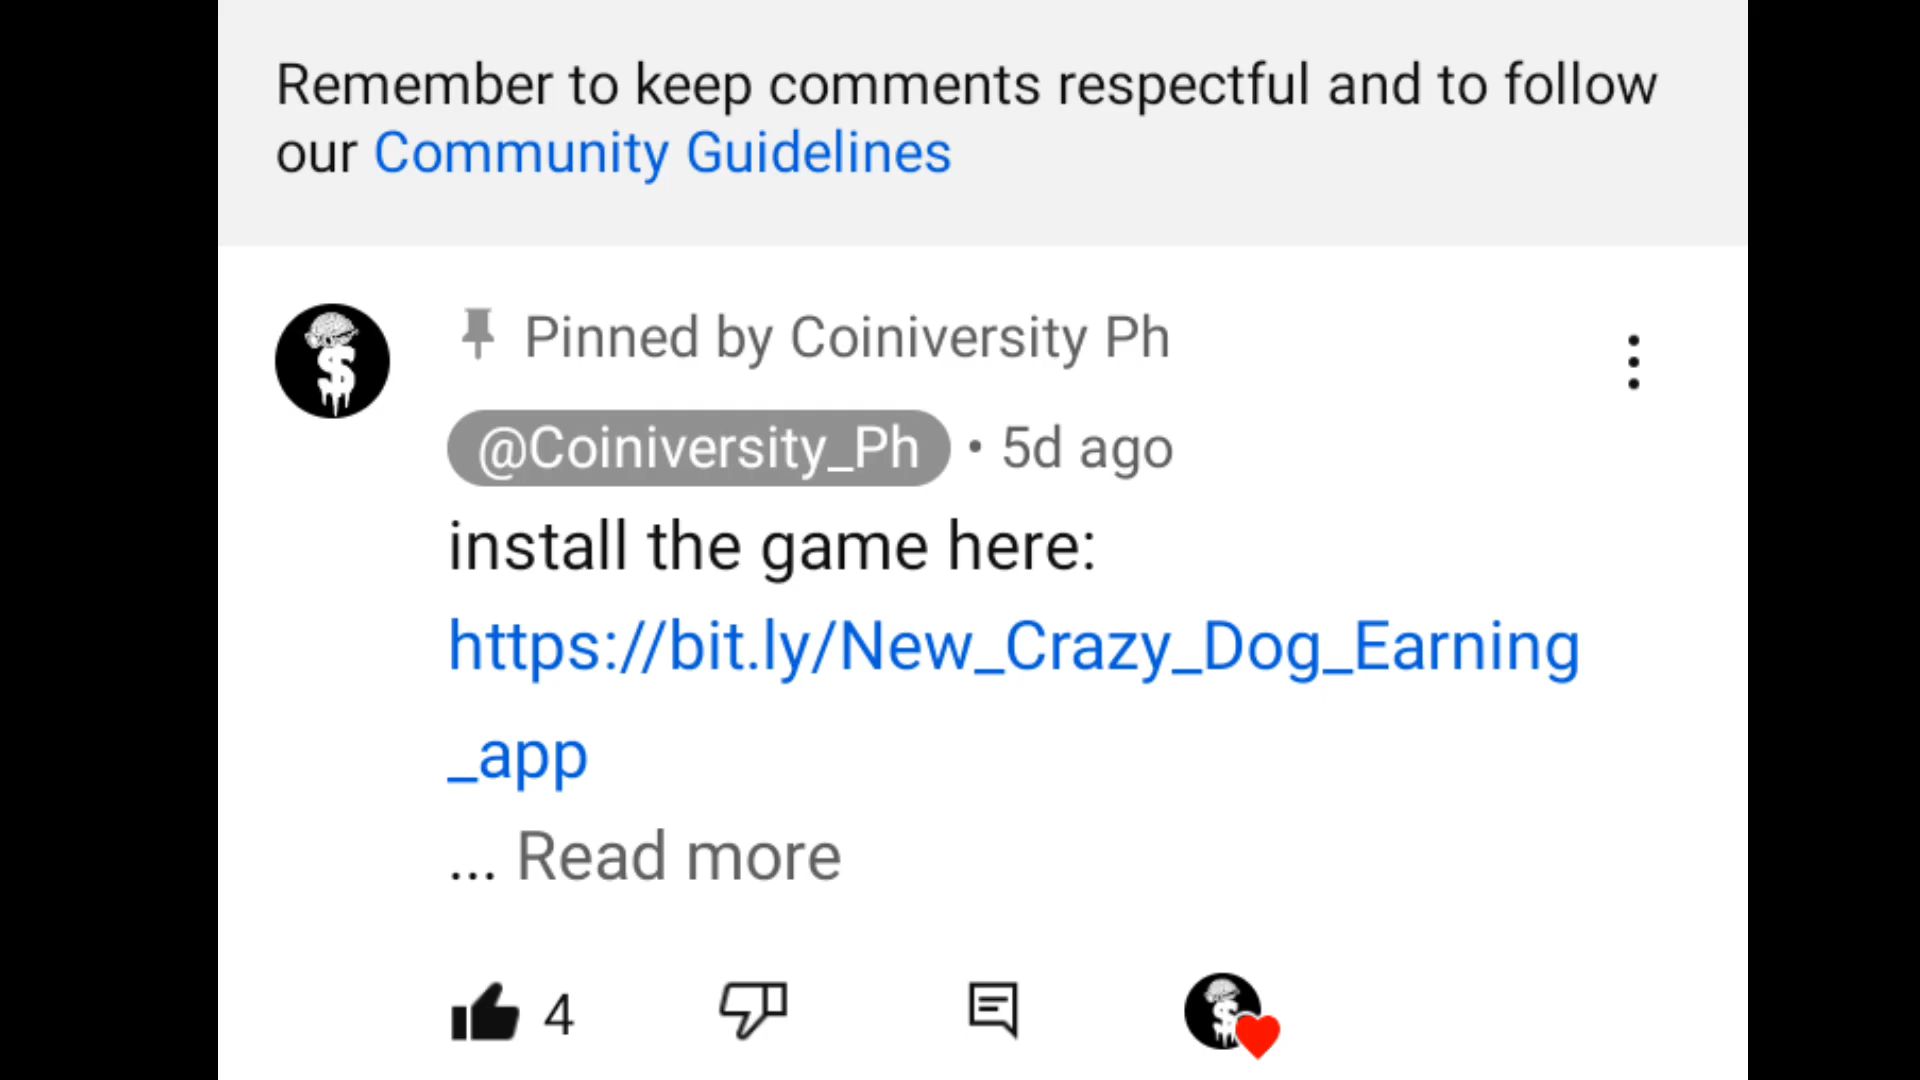 Remember to keep comments respectful and to follow
our Community Guidelines
Pinned by Coiniversity Ph
@Coiniversity_Ph • 5d ago
install the game here:
https://bit.ly/New_Crazy_Dog_Earning
_app
... Read more
4